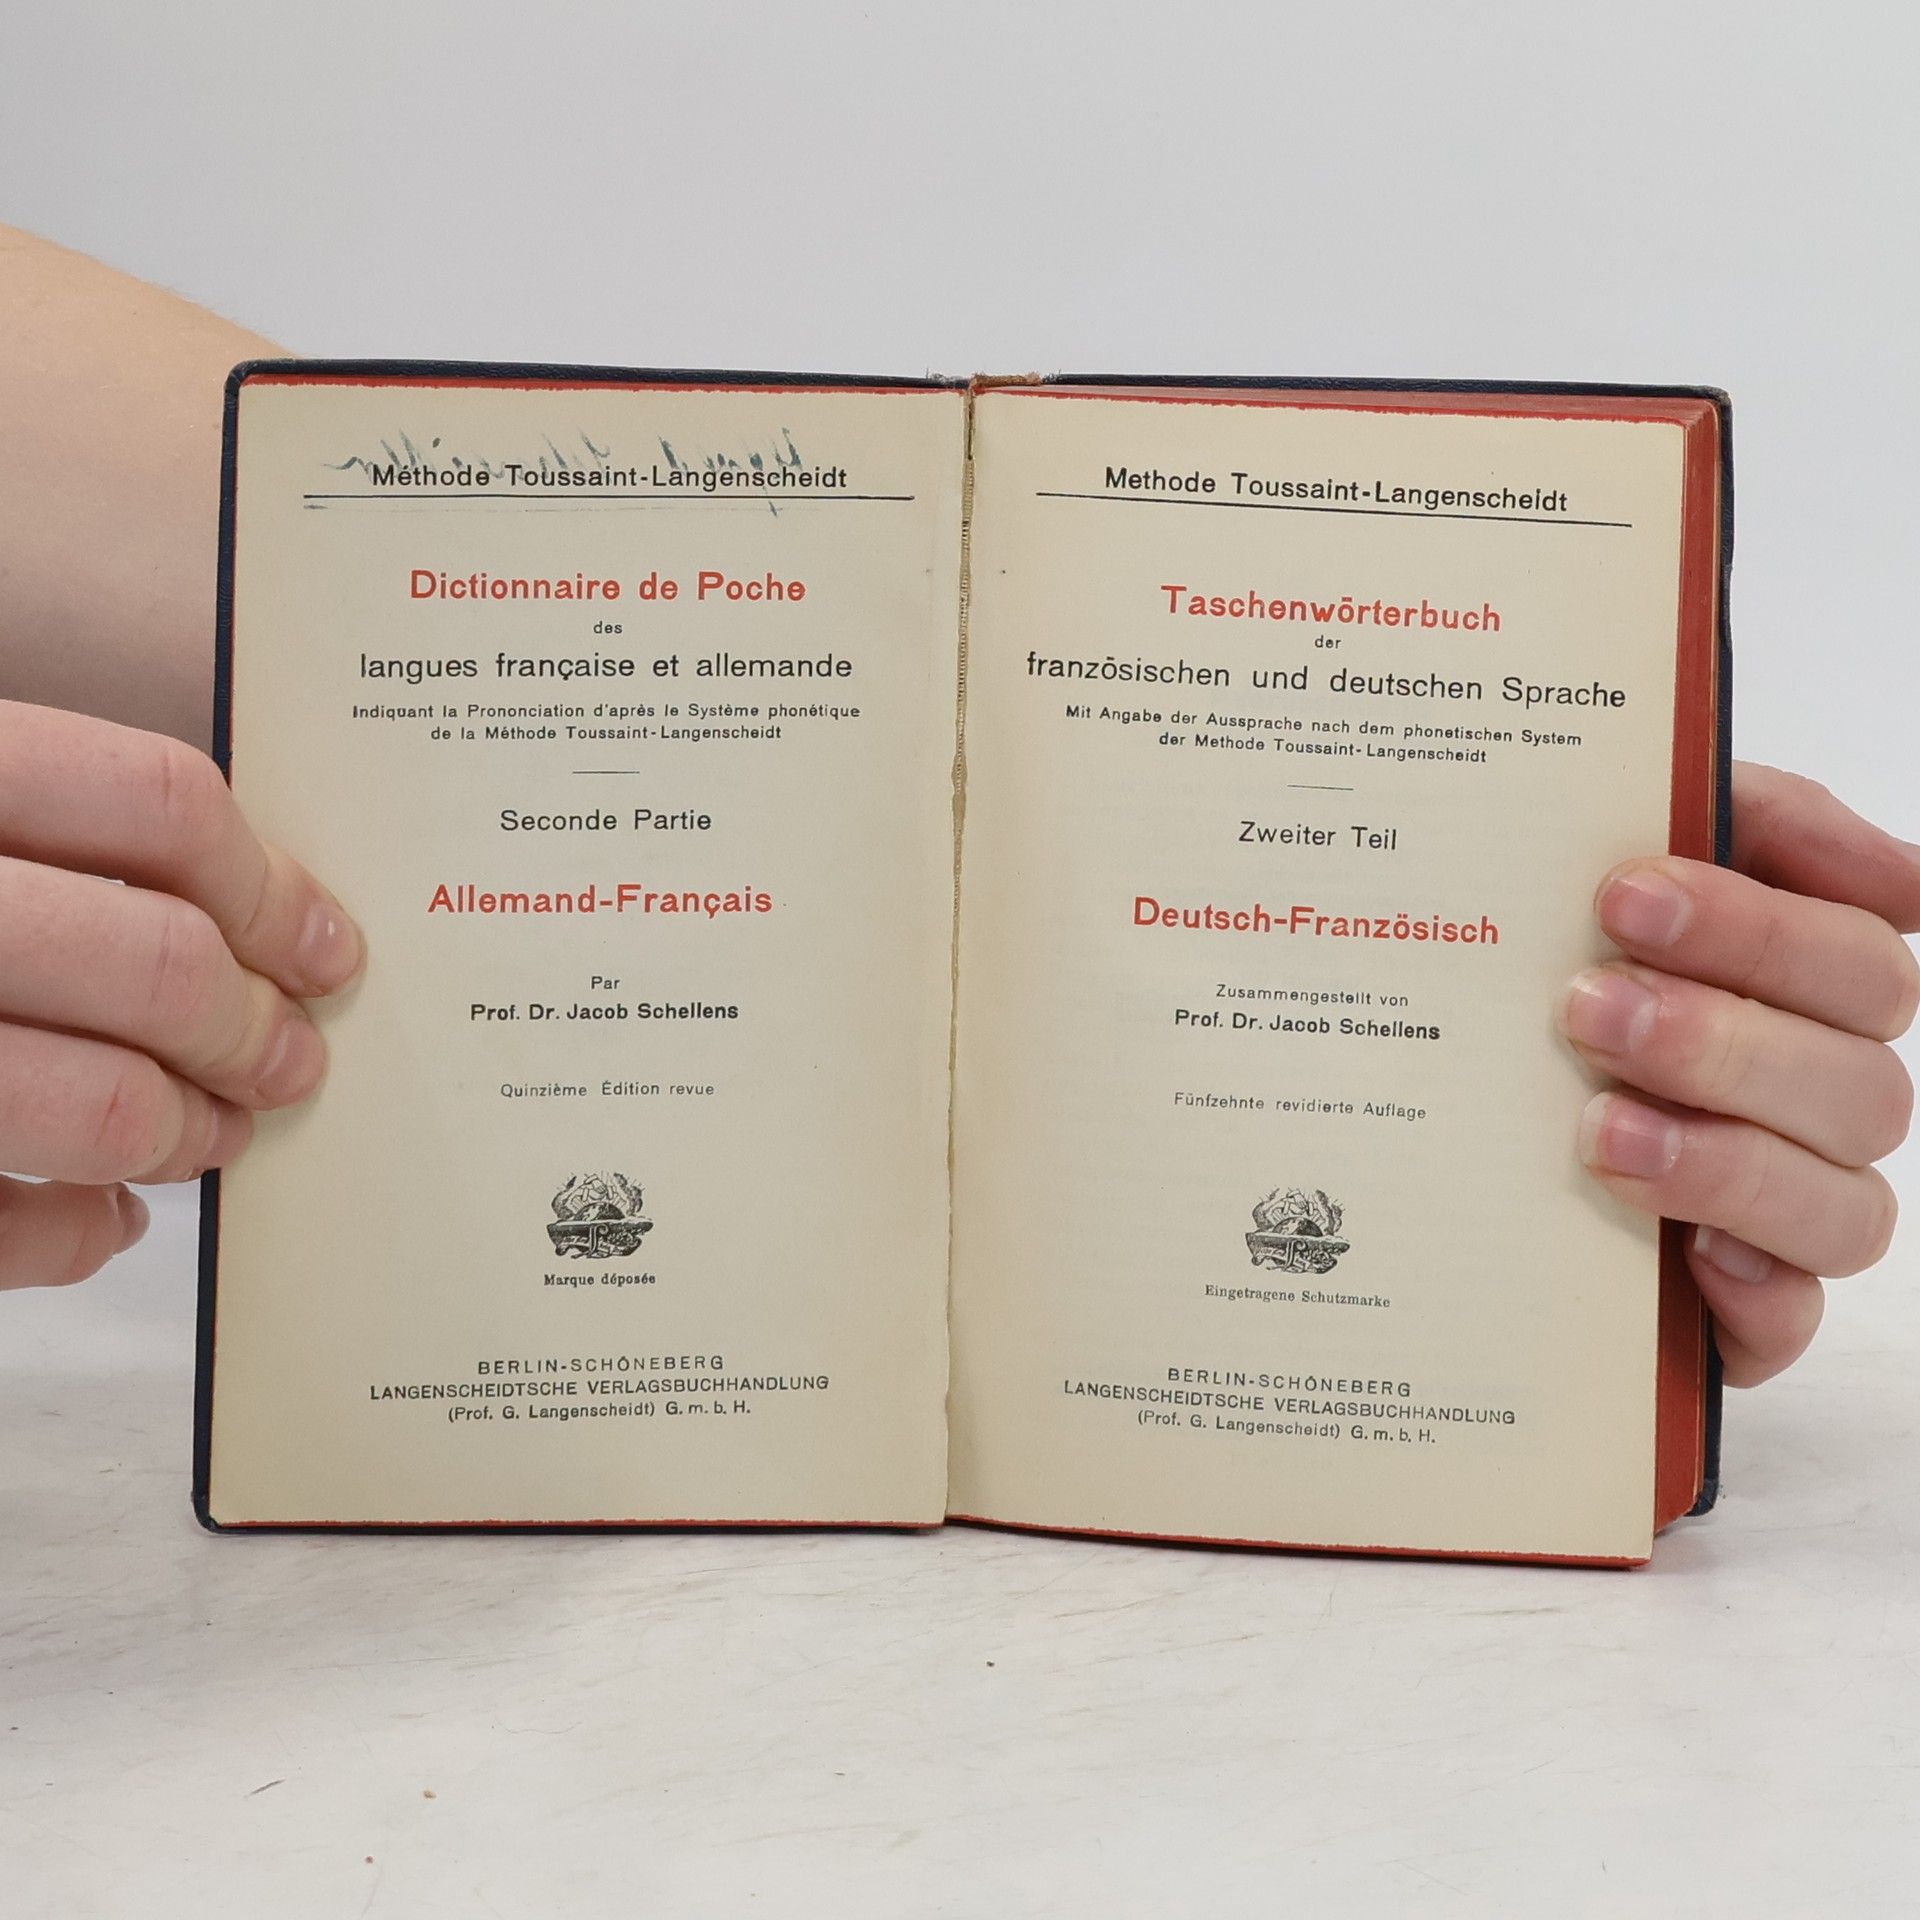 Méthode Toussaint-Langenscheidt
Dictionnaire de Poche
des
langues française et allemande
Indiquant la Prononciation d'après le Système phonétique
de la Méthode Toussaint-Langenscheidt
Seconde Partie
Allemand-Français
Par
Prof. Dr. Jacob Schellens
Quinzième Édition revue
Marque déposée
BERLIN-SCHÖNEBERG
LANGENSCHEIDTSCHE VERLAGSBUCHHANDLUNG
(Prof. G. Langenscheidt) G. m. b. H.
Methode Toussaint-Langenscheidt
Taschenwörterbuch
der
französischen und deutschen Sprache
Mit Angabe der Aussprache nach dem phonetischen System
der Methode Toussaint-Langenscheidt
Zweiter Teil
Deutsch-Französisch
Zusammengestellt von
Prof. Dr. Jacob Schellens
Fünfzehnte revidierte Auflage
Eingetragene Schutzmarke
BERLIN-SCHÖNEBERG
LANGENSCHEIDTSCHE VERLAGSBUCHHANDLUNG
(Prof. G. Langenscheidt) G. m. b. H.